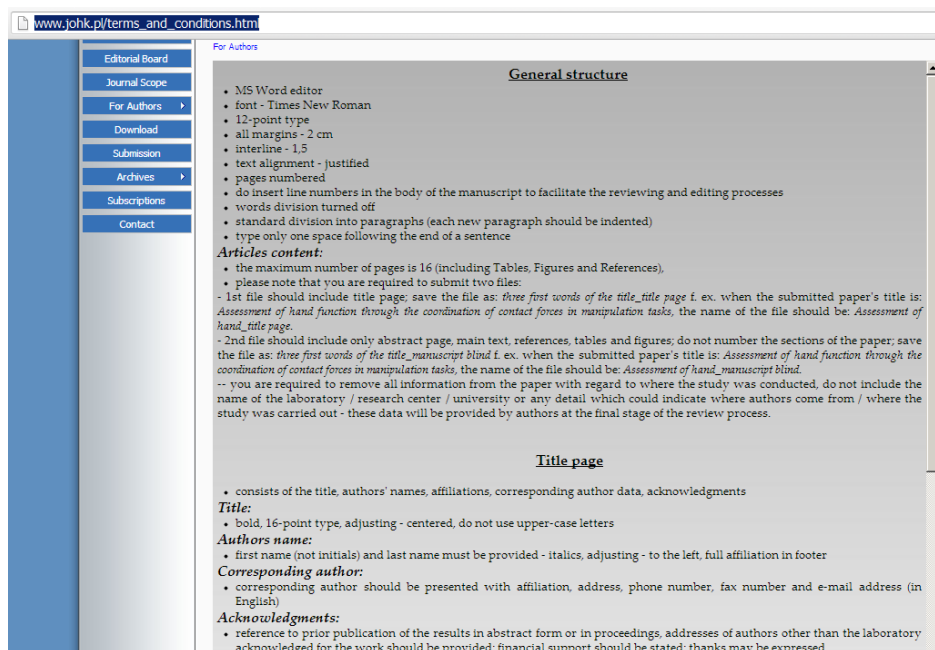 www.johk.pl/terms_and_conditions.html
Editorial Board
Journal Scope
For Authors
Download
Submission
Archives
Subscriptions
Contact
For Authors
General structure
• MS Word editor
• font - Times New Roman
• 12-point type
• all margins - 2 cm
• interline - 1,5
• text alignment - justified
• pages numbered
• do insert line numbers in the body of the manuscript to facilitate the reviewing and editing processes
• words division turned off
• standard division into paragraphs (each new paragraph should be indented)
• type only one space following the end of a sentence
Articles content:
• the maximum number of pages is 16 (including Tables, Figures and References),
• please note that you are required to submit two files:
- 1st file should include title page; save the file as: three first words of the title_title page f. ex. when the submitted paper's title is:
Assessment of hand function through the coordination of contact forces in manipulation tasks, the name of the file should be: Assessment of
hand_title page.
- 2nd file should include only abstract page, main text, references, tables and figures; do not number the sections of the paper; save
the file as: three first words of the title_manuscript blind f. ex. when the submitted paper's title is: Assessment of hand function through the
coordination of contact forces in manipulation tasks, the name of the file should be: Assessment of hand_manuscript blind.
-- you are required to remove all information from the paper with regard to where the study was conducted, do not include the
name of the laboratory / research center / university or any detail which could indicate where authors come from / where the
study was carried out - these data will be provided by authors at the final stage of the review process.
Title page
• consists of the title, authors' names, affiliations, corresponding author data, acknowledgments
Title:
• bold, 16-point type, adjusting - centered, do not use upper-case letters
Authors name:
• first name (not initials) and last name must be provided - italics, adjusting - to the left, full affiliation in footer
Corresponding author:
• corresponding author should be presented with affiliation, address, phone number, fax number and e-mail address (in
English)
Acknowledgments:
• reference to prior publication of the results in abstract form or in proceedings, addresses of authors other than the laboratory
acknowledged for the work should be provided; financial support should be stated; thanks may be expressed